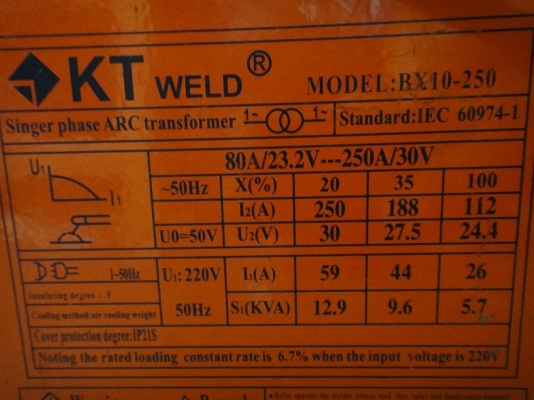 KT WELD ® MODEL:BX10-250
Singer phase ARC transformer 1~ 1~ Standard:IEC 60974-1
80A/23.2V---250A/30V
U1 I1
~50Hz X(%) 20 35 100
I2(A) 250 188 112
U0=50V U2(V) 30 27.5 24.4
1~50Hz U1: 220V I1(A) 59 44 26
Insulating degree : F
50Hz S1(KVA) 12.9 9.6 5.7
Cooling method:air cooling weight
Cover protection degree:IP21S
Noting the rated loading constant rate is 6.7% when the input voltage is 220V